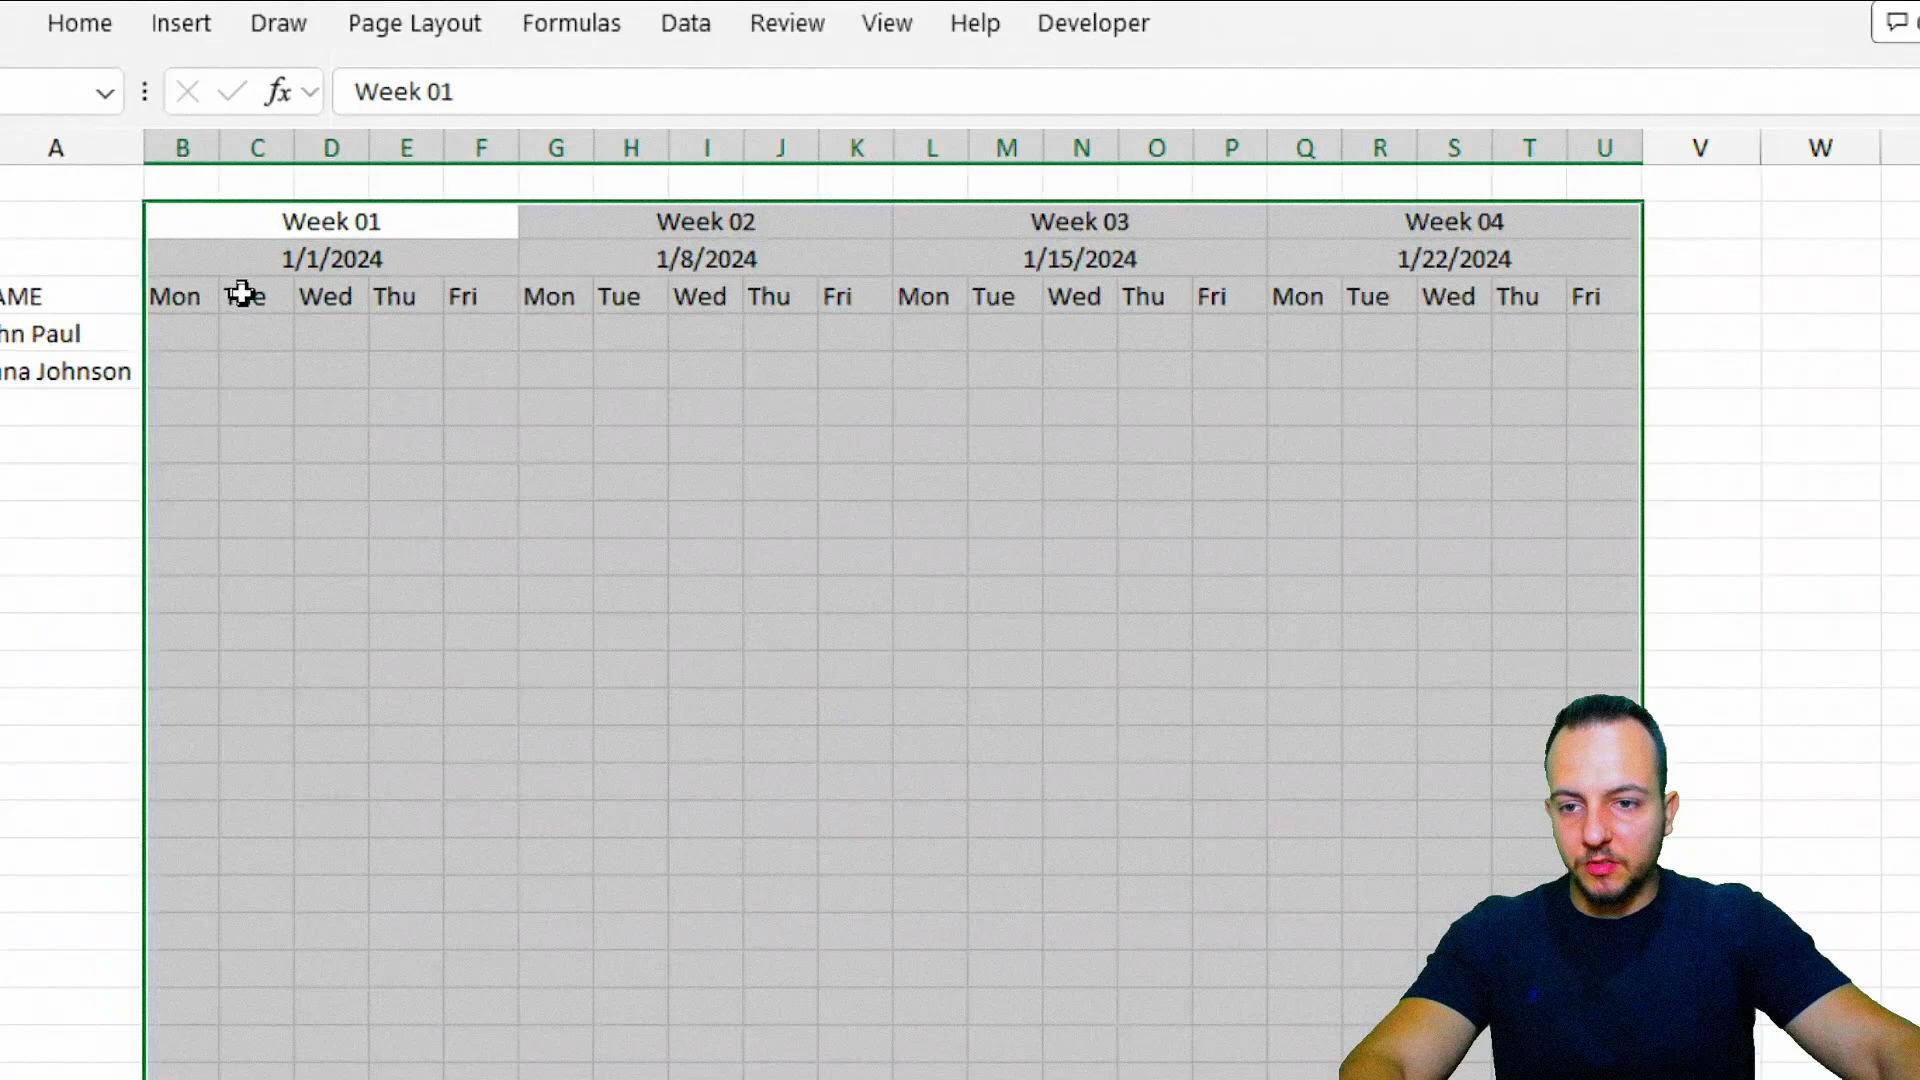 Home Insert Draw Page Layout Formulas Data Review View Help Developer
fx Week 01
A B C D E F G H I J K L M N O P Q R S T U V W
Week 01 Week 02 Week 03 Week 04
1/1/2024 1/8/2024 1/15/2024 1/22/2024
AME Mon Tue Wed Thu Fri Mon Tue Wed Thu Fri Mon Tue Wed Thu Fri Mon Tue Wed Thu Fri
hn Paul
na Johnson